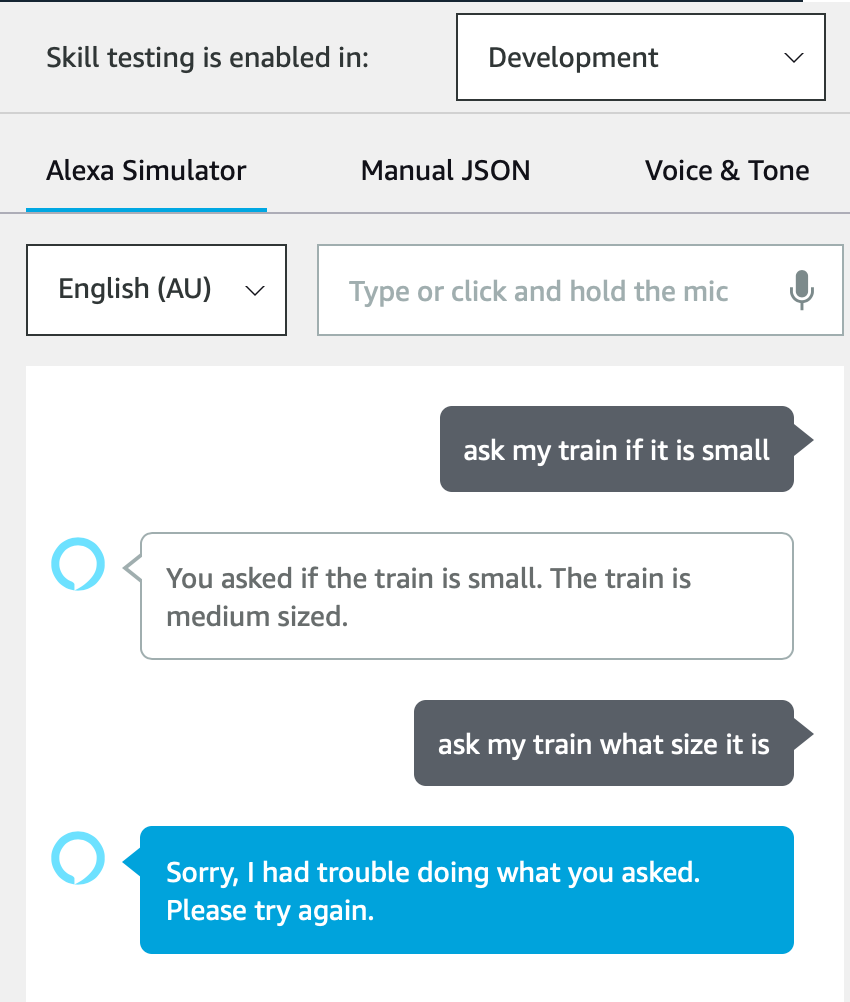 Skill testing is enabled in:
Development
Alexa Simulator
Manual JSON
Voice & Tone
English (AU)
Type or click and hold the mic
ask my train if it is small
You asked if the train is small. The train is
medium sized.
ask my train what size it is
Sorry, I had trouble doing what you asked.
Please try again.